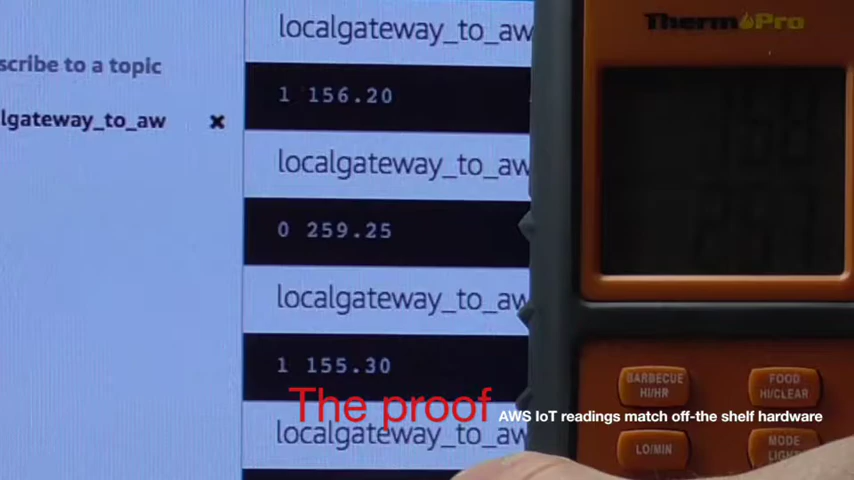 localgateway_to_aw
scribe to a topic
1 156.20
lgateway_to_aw ×
localgateway_to_aw
0 259.25
localgateway_to_aw
1 155.30
localgateway_to_aw
ThermoPro
BARBECUE
HI/HR
FOOD
HI/CLEAR
LO/MIN
MODE
LIGH
The proof
AWS IoT readings match off-the shelf hardware